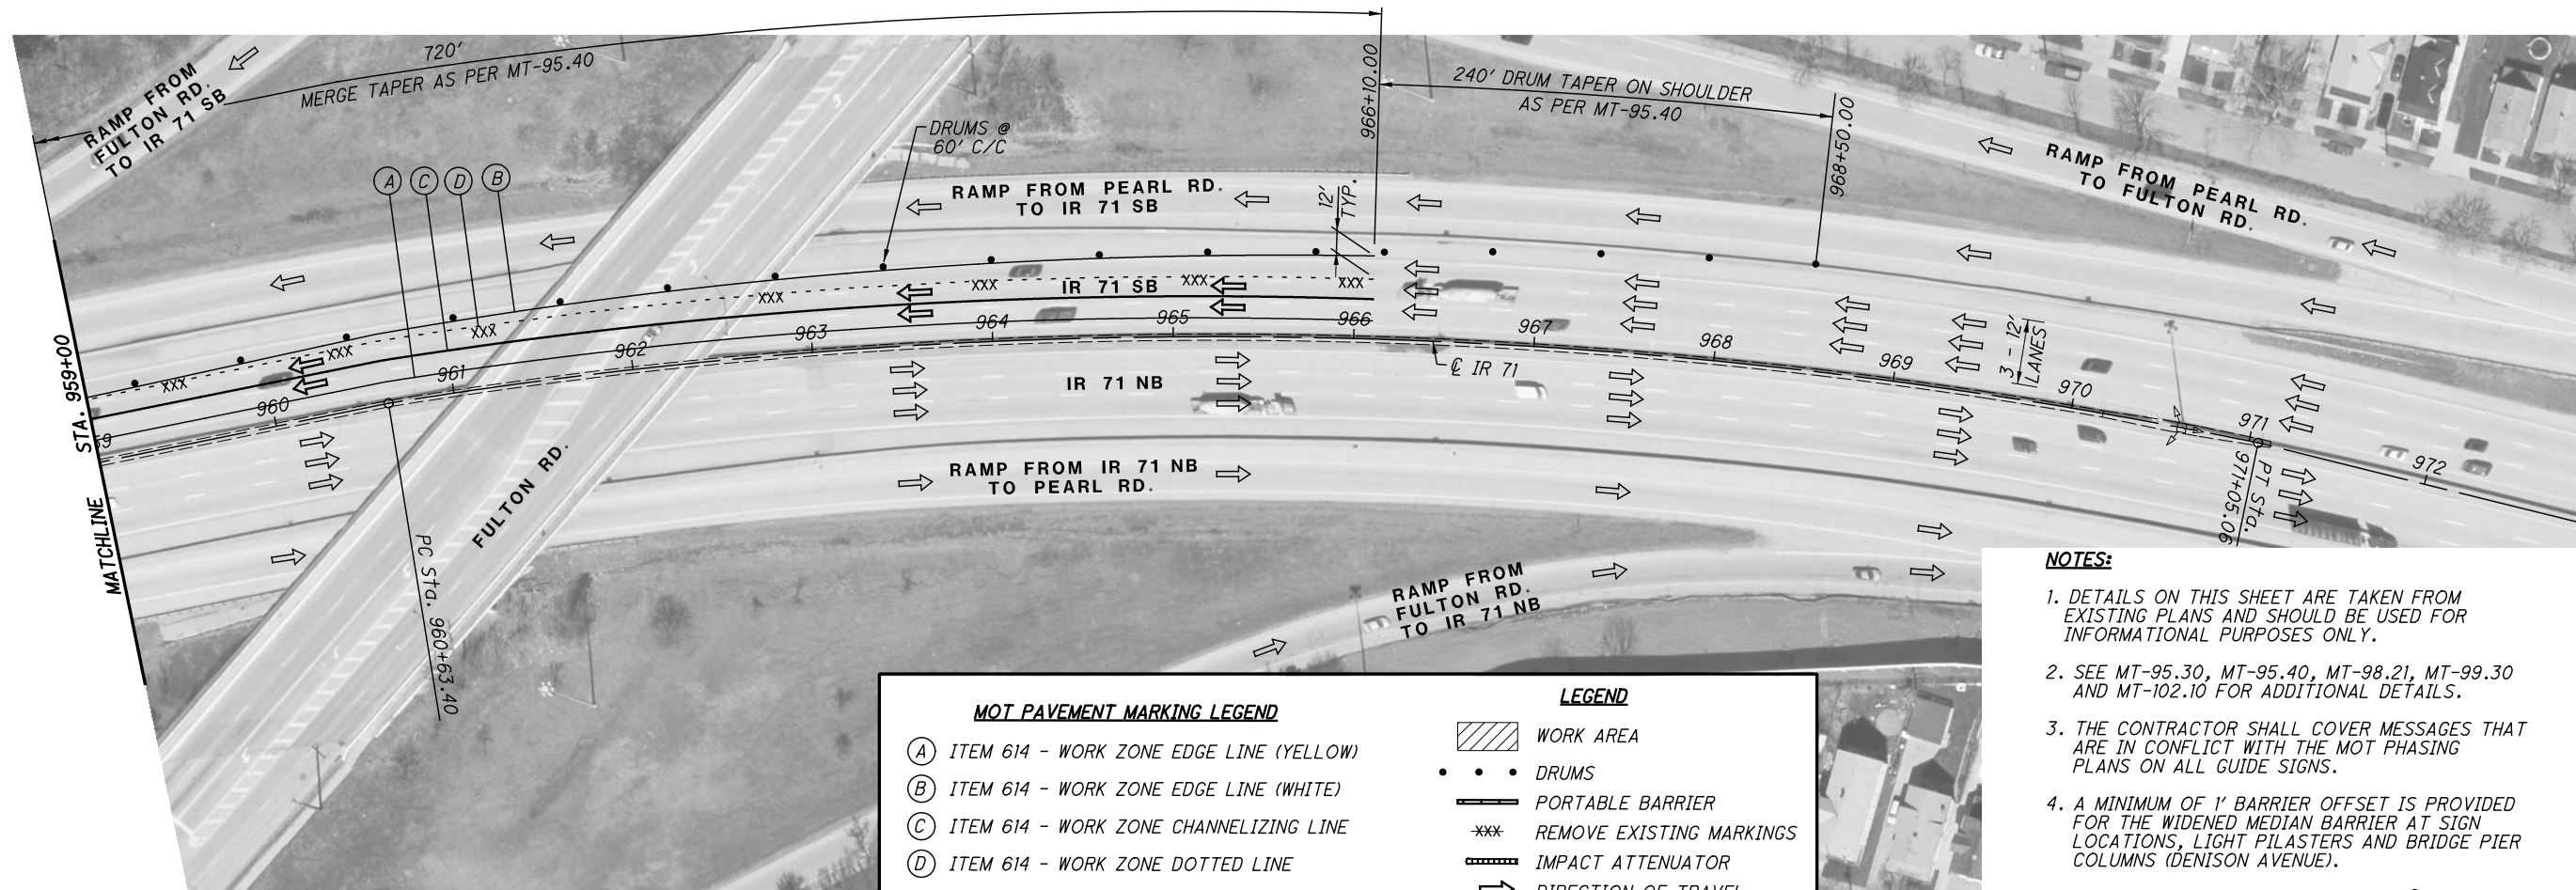 720'
MERGE TAPER AS PER MT-95.40
RAMP FROM
FULTON RD.
TO IR 71 SB
966+10.00
240' DRUM TAPER ON SHOULDER
AS PER MT-95.40
968+50.00
DRUMS @
60' C/C
A C D B
RAMP FROM PEARL RD.
TO IR 71 SB
12'
TYP.
RAMP FROM PEARL RD.
TO FULTON RD.
IR 71 SB
XXX XXX XXX XXX XXX XXX XXX
960 961 962 963 964 965 966 967 968 969 970 971 972
3 - 12'
LANES
℄ IR 71
IR 71 NB
MATCHLINE STA. 959+00
59
FULTON RD.
RAMP FROM IR 71 NB
TO PEARL RD.
PC Sta. 960+63.40
PT Sta.
971+05.06
RAMP FROM
FULTON RD.
TO IR 71 NB
MOT PAVEMENT MARKING LEGEND
A ITEM 614 - WORK ZONE EDGE LINE (YELLOW)
B ITEM 614 - WORK ZONE EDGE LINE (WHITE)
C ITEM 614 - WORK ZONE CHANNELIZING LINE
D ITEM 614 - WORK ZONE DOTTED LINE
LEGEND
WORK AREA
DRUMS
PORTABLE BARRIER
XXX REMOVE EXISTING MARKINGS
IMPACT ATTENUATOR
DIRECTION OF TRAVEL
NOTES:
1. DETAILS ON THIS SHEET ARE TAKEN FROM
EXISTING PLANS AND SHOULD BE USED FOR
INFORMATIONAL PURPOSES ONLY.
2. SEE MT-95.30, MT-95.40, MT-98.21, MT-99.30
AND MT-102.10 FOR ADDITIONAL DETAILS.
3. THE CONTRACTOR SHALL COVER MESSAGES THAT
ARE IN CONFLICT WITH THE MOT PHASING
PLANS ON ALL GUIDE SIGNS.
4. A MINIMUM OF 1' BARRIER OFFSET IS PROVIDED
FOR THE WIDENED MEDIAN BARRIER AT SIGN
LOCATIONS, LIGHT PILASTERS AND BRIDGE PIER
COLUMNS (DENISON AVENUE).